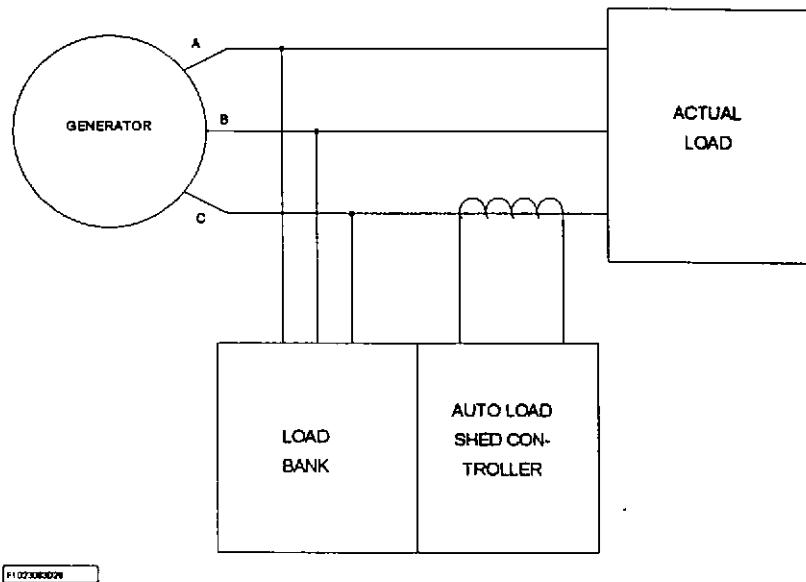 A
GENERATOR
B
C
ACTUAL
LOAD
LOAD
BANK
AUTO LOAD
SHED CON-
TROLLER